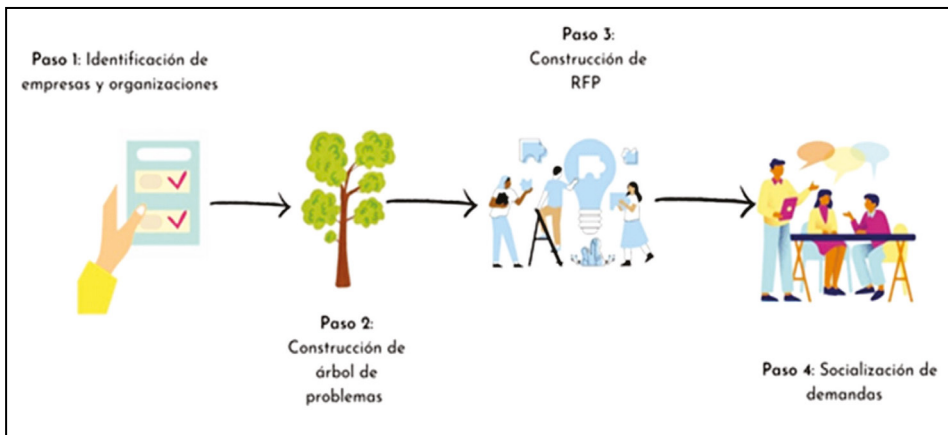 Paso 1: Identificación de
empresas y organizaciones
Paso 2:
Construcción de
árbol de
problemas
Paso 3:
Construcción de
RFP
Paso 4: Socialización de
demandas